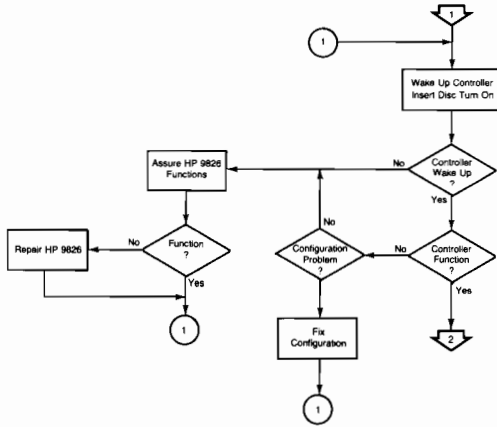 1
1
Wake Up Controller
Insert Disc Turn On
Assure HP 9826
Functions
No
Controller
Wake Up
?
Yes
No
Repair HP 9826
No
Function
?
Yes
Configuration
Problem
?
No
Controller
Function
?
Yes
1
Fix
Configuration
2
1